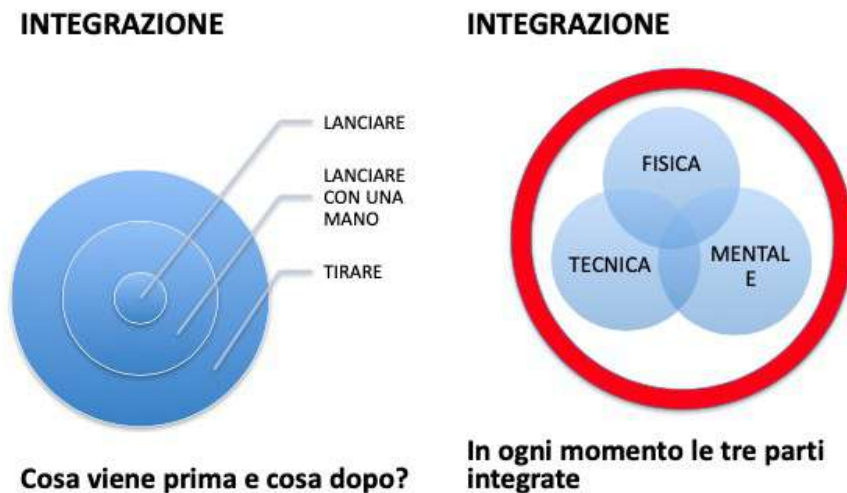 INTEGRAZIONE
LANCIARE
LANCIARE
CON UNA
MANO
TIRARE
Cosa viene prima e cosa dopo?
INTEGRAZIONE
FISICA
TECNICA
MENTAL
E
In ogni momento le tre parti
integrate